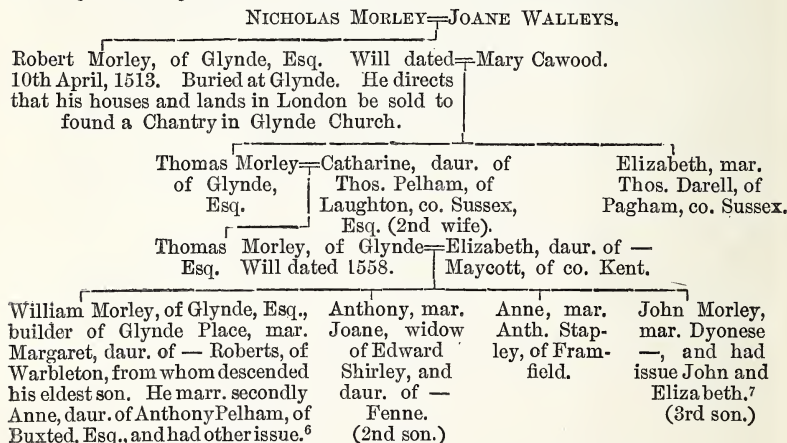 NICHOLAS MORLEY=JOANE WALLEYS.
Robert Morley, of Glynde, Esq. Will dated=Mary Cawood.
10th April, 1513. Buried at Glynde. He directs
that his houses and lands in London be sold to
found a Chantry in Glynde Church.
Thomas Morley=Catharine, daur. of
of Glynde, Thos. Pelham, of
Esq. Laughton, co. Sussex,
Esq. (2nd wife).
Elizabeth, mar.
Thos. Darell, of
Pagham, co. Sussex.
Thomas Morley, of Glynde=Elizabeth, daur. of —
Esq. Will dated 1558. Maycott, of co. Kent.
William Morley, of Glynde, Esq.,
builder of Glynde Place, mar.
Margaret, daur. of — Roberts, of
Warbleton, from whom descended
his eldest son. He marr. secondly
Anne, daur. of Anthony Pelham, of
Buxted, Esq., and had other issue.⁶
Anthony, mar.
Joane, widow
of Edward
Shirley, and
daur. of —
Fenne.
(2nd son.)
Anne, mar.
Anth. Stap-
ley, of Fram-
field.
John Morley,
mar. Dyonese
—, and had
issue John and
Elizabeth.⁷
(3rd son.)